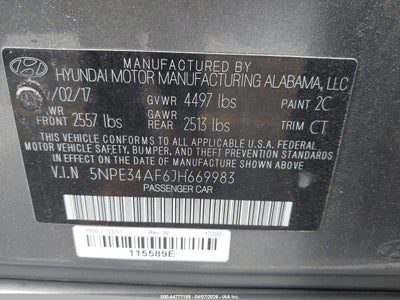 MANUFACTURED BY
HYUNDAI MOTOR MANUFACTURING ALABAMA, LLC
/02/17 GVWR 4497 lbs PAINT 2C
GAWR
FRONT 2557 lbs REAR 2513 lbs TRIM CT
THIS VEHICLE CONFORMS TO ALL APPLICABLE U.S.A. FEDERAL
MOTOR VEHICLE SAFETY, BUMPER, AND THEFT PREVENTION
STANDARDS IN EFFECT ON THE DATE OF MANUFACTURE SHOWN ABOVE.
V.I.N 5NPE34AF6JH669983
PASSENGER CAR
17220
115589E